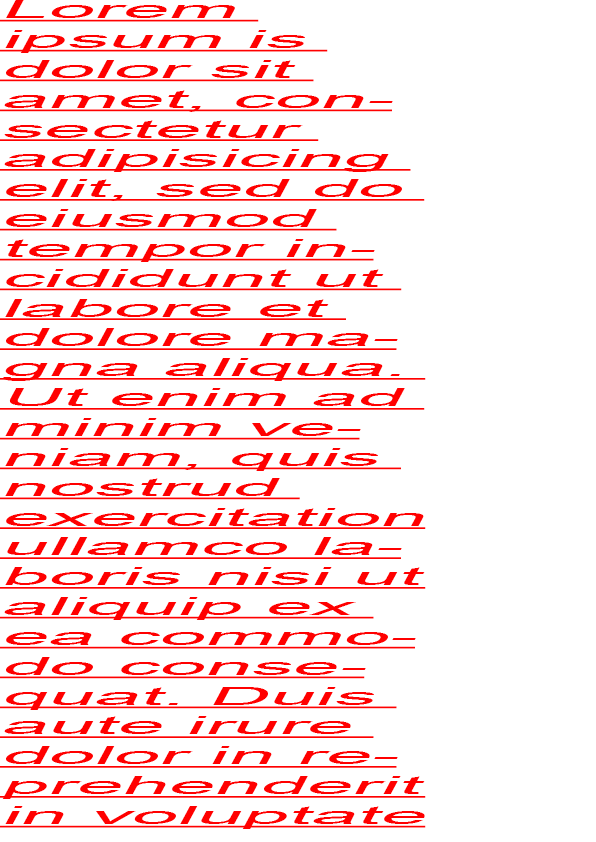 Lorem
ipsum is
dolor sit
amet, con-
sectetur
adipisicing
elit, sed do
eiusmod
tempor in-
cididunt ut
labore et
dolore ma-
gna aliqua.
Ut enim ad
minim ve-
niam, quis
nostrud
exercitation
ullamco la-
boris nisi ut
aliquip ex
ea commo-
do conse-
quat. Duis
aute irure
dolor in re-
prehenderit
in voluptate